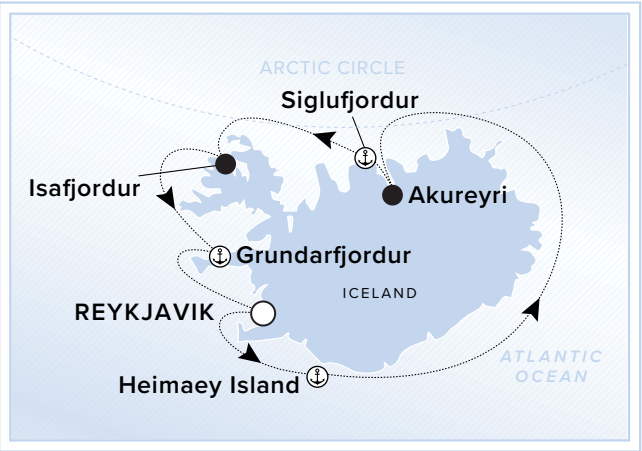 ARCTIC CIRCLE
Siglufjordur
Isafjordur
Akureyri
Grundarfjordur
ICELAND
REYKJAVIK
ATLANTIC
OCEAN
Heimaey Island